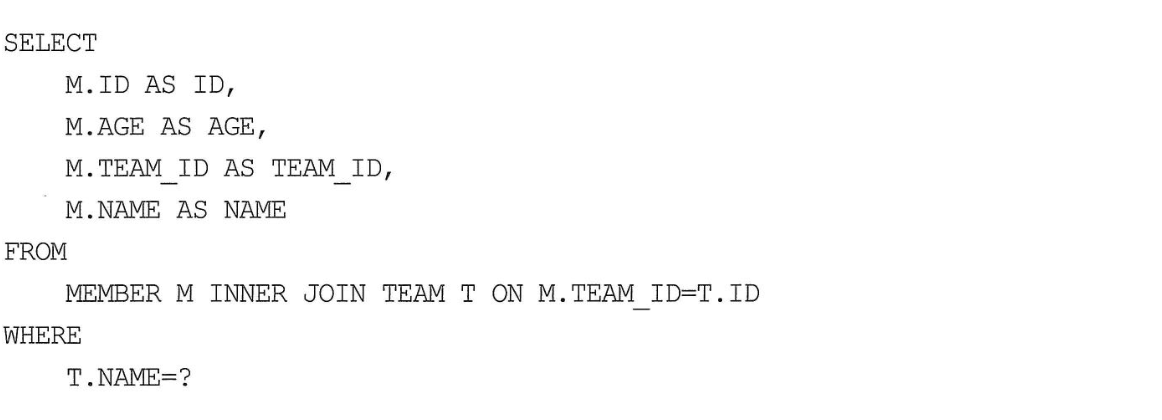 SELECT
    M.ID AS ID,
    M.AGE AS AGE,
    M.TEAM_ID AS TEAM_ID,
    M.NAME AS NAME
FROM
    MEMBER M INNER JOIN TEAM T ON M.TEAM_ID=T.ID
WHERE
    T.NAME=?